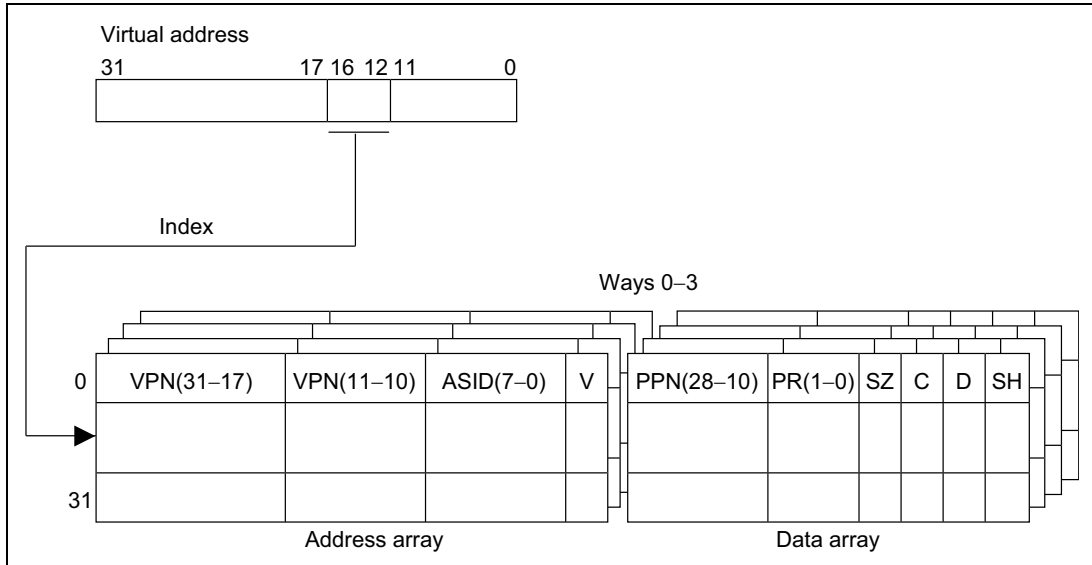 Virtual address
31 17 16 12 11 0
Index
Ways 0–3
0 VPN(31–17) VPN(11–10) ASID(7–0) V PPN(28–10) PR(1–0) SZ C D SH
31
Address array Data array